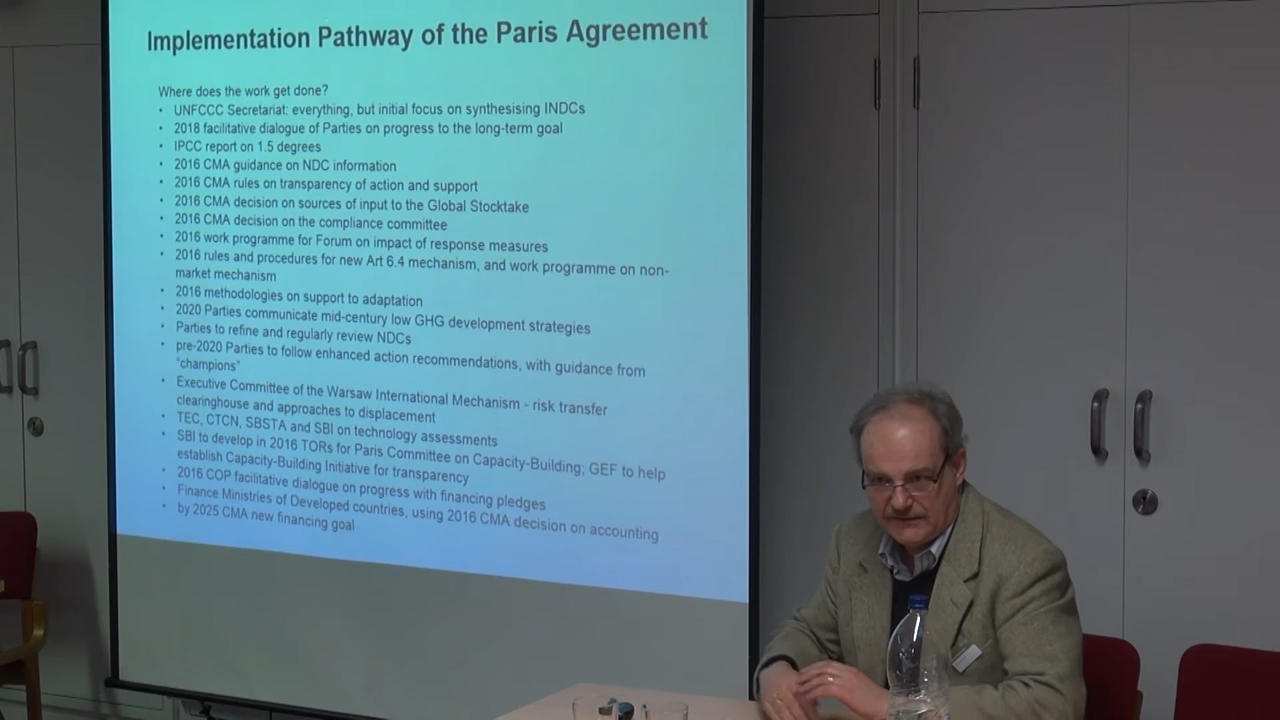 Implementation Pathway of the Paris Agreement
Where does the work get done?
• UNFCCC Secretariat: everything, but initial focus on synthesising INDCs
• 2018 facilitative dialogue of Parties on progress to the long-term goal
• IPCC report on 1.5 degrees
• 2016 CMA guidance on NDC information
• 2016 CMA rules on transparency of action and support
• 2016 CMA decision on sources of input to the Global Stocktake
• 2016 CMA decision on the compliance committee
• 2016 work programme for Forum on impact of response measures
• 2016 rules and procedures for new Art 6.4 mechanism, and work programme on non-
market mechanism
• 2016 methodologies on support to adaptation
• 2020 Parties communicate mid-century low GHG development strategies
• Parties to refine and regularly review NDCs
• pre-2020 Parties to follow enhanced action recommendations, with guidance from
"champions"
• Executive Committee of the Warsaw International Mechanism - risk transfer
clearinghouse and approaches to displacement
• TEC, CTCN, SBSTA and SBI on technology assessments
• SBI to develop in 2016 TORs for Paris Committee on Capacity-Building; GEF to help
establish Capacity-Building Initiative for transparency
• 2016 COP facilitative dialogue on progress with financing pledges
• Finance Ministries of Developed countries, using 2016 CMA decision on accounting
• by 2025 CMA new financing goal